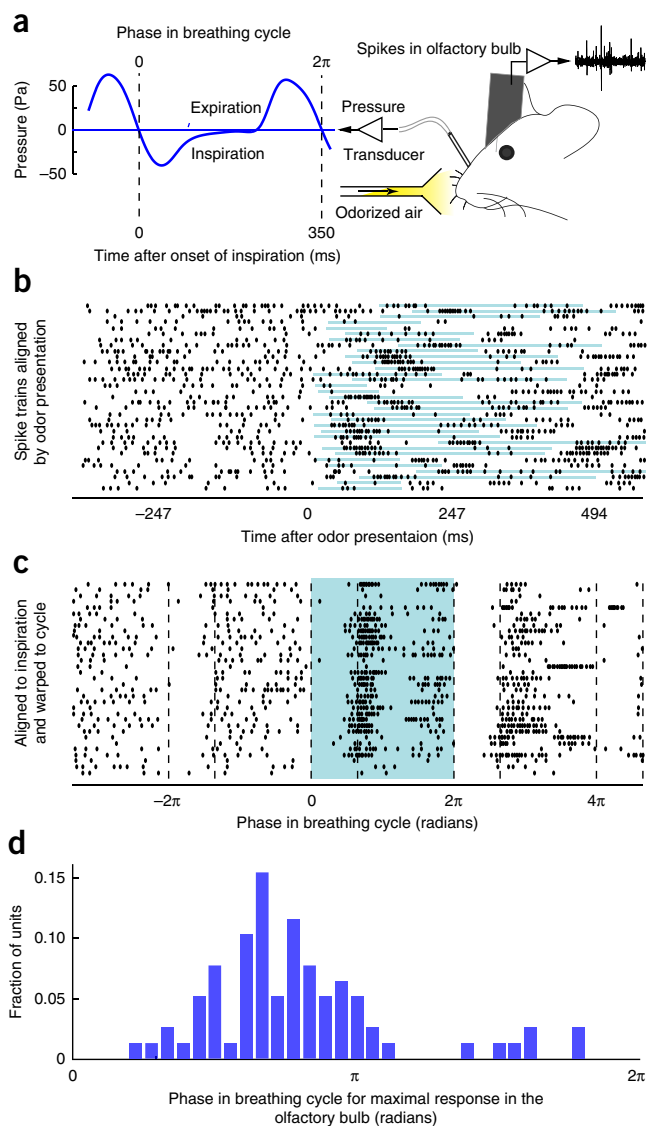 a
Phase in breathing cycle
0
2π
Spikes in olfactory bulb
Pressure (Pa)
50
0
−50
Expiration
Inspiration
Pressure
Transducer
Odorized air
0
350
Time after onset of inspiration (ms)
b
Spike trains aligned
by odor presentation
−247
0
247
494
Time after odor presentaion (ms)
c
Aligned to inspiration
and warped to cycle
−2π
0
2π
4π
Phase in breathing cycle (radians)
d
Fraction of units
0.15
0.10
0.05
0
0
π
2π
Phase in breathing cycle for maximal response in the
olfactory bulb (radians)